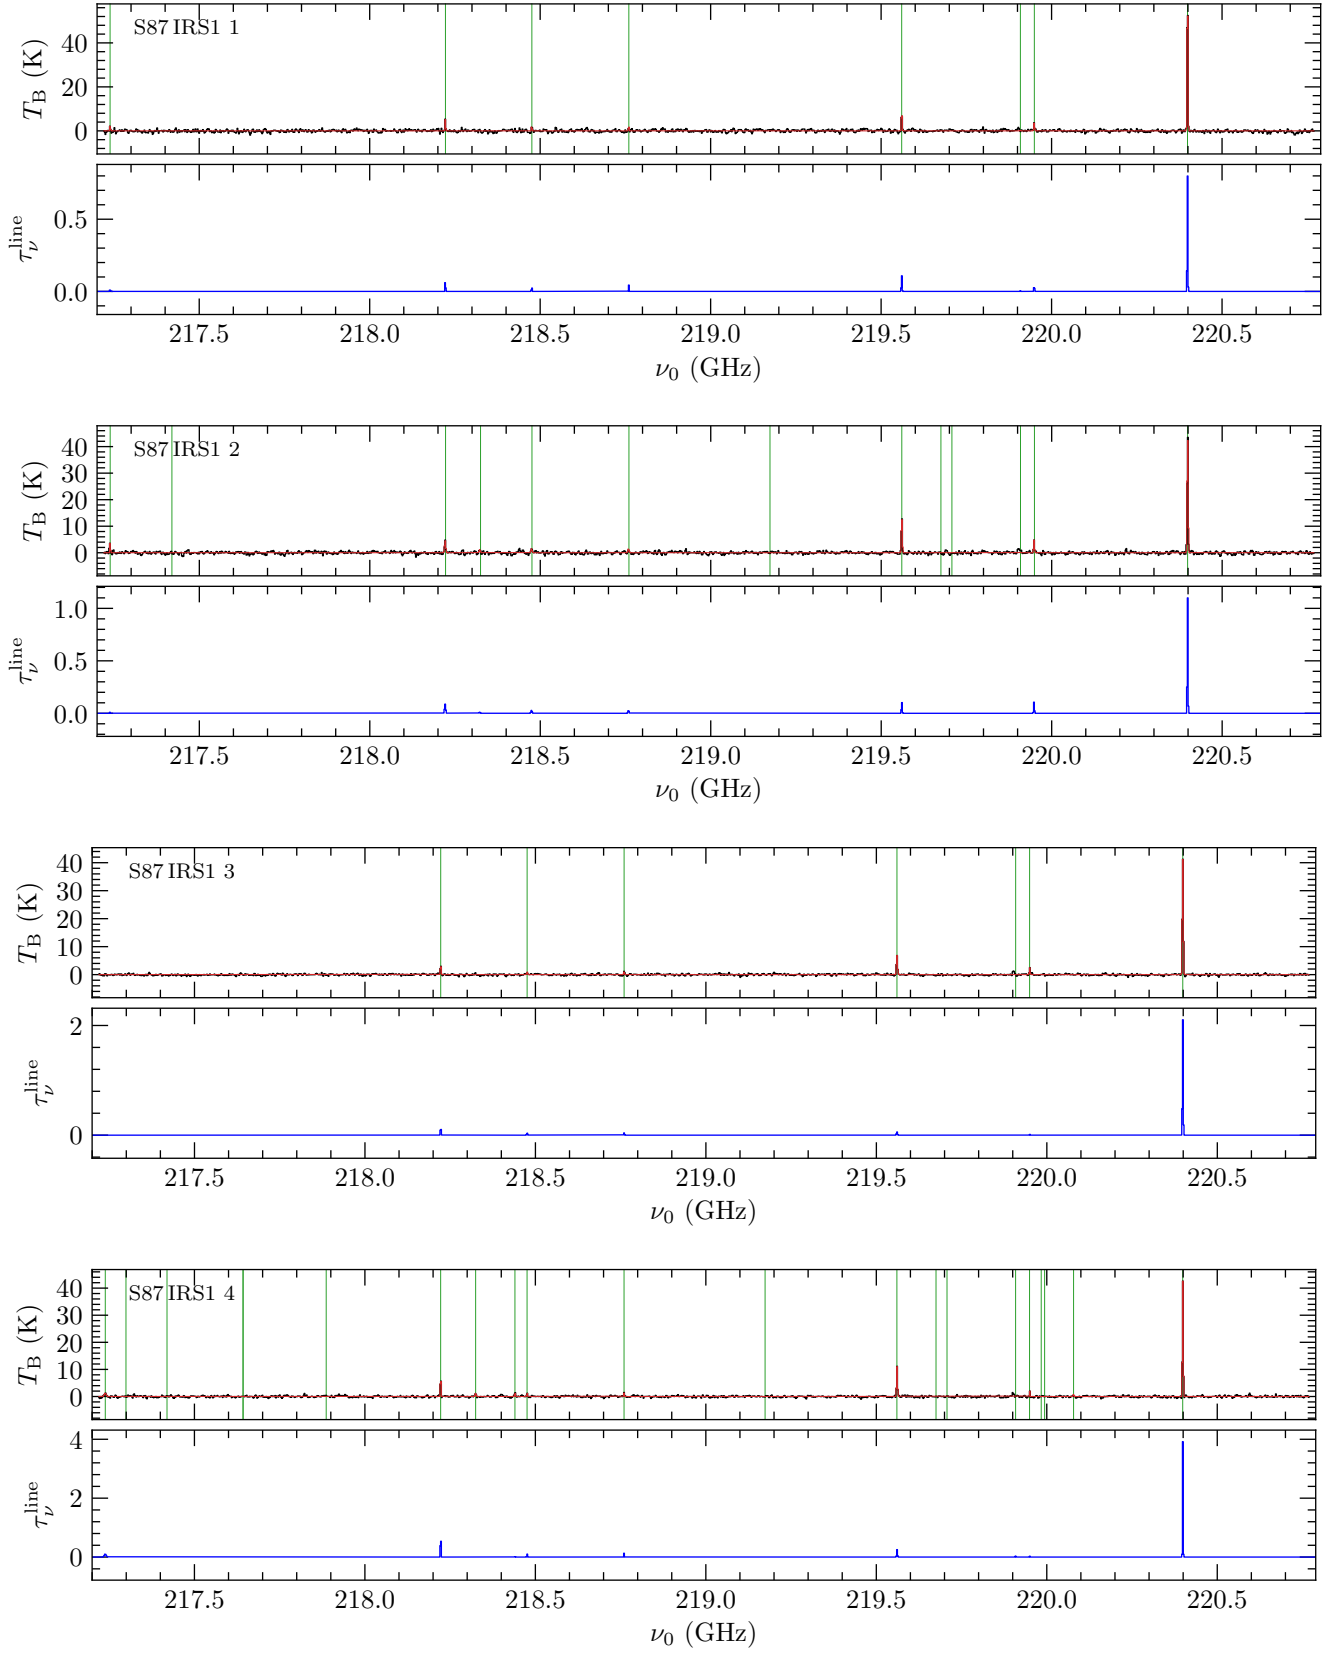 S87 IRS1 1
T_B (K)
40
20
0
τ_ν^line
0.5
0.0
217.5 218.0 218.5 219.0 219.5 220.0 220.5
ν_0 (GHz)
S87 IRS1 2
T_B (K)
40
30
20
10
0
τ_ν^line
1.0
0.5
0.0
217.5 218.0 218.5 219.0 219.5 220.0 220.5
ν_0 (GHz)
S87 IRS1 3
T_B (K)
40
30
20
10
0
τ_ν^line
2
0
217.5 218.0 218.5 219.0 219.5 220.0 220.5
ν_0 (GHz)
S87 IRS1 4
T_B (K)
40
30
20
10
0
τ_ν^line
4
2
0
217.5 218.0 218.5 219.0 219.5 220.0 220.5
ν_0 (GHz)